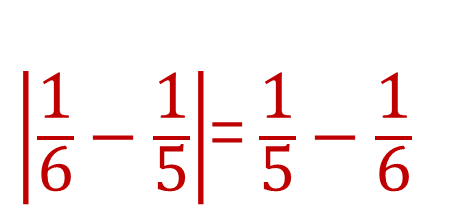 |1/6 − 1/5| = 1/5 − 1/6